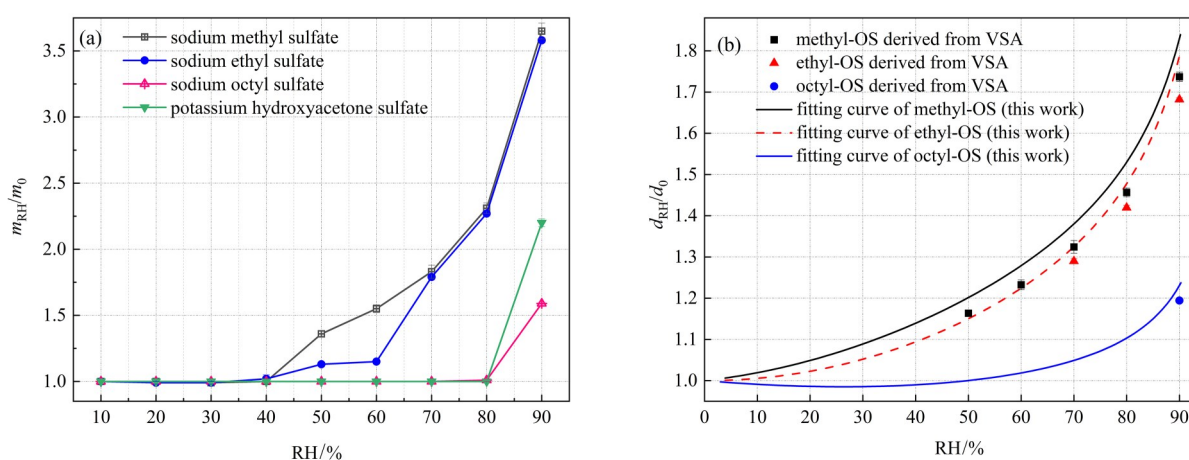 (a)
sodium methyl sulfate
sodium ethyl sulfate
sodium octyl sulfate
potassium hydroxyacetone sulfate
3.5
3.0
2.5
2.0
1.5
1.0
m_RH/m_0
10 20 30 40 50 60 70 80 90
RH/%
(b)
methyl-OS derived from VSA
ethyl-OS derived from VSA
octyl-OS derived from VSA
fitting curve of methyl-OS (this work)
fitting curve of ethyl-OS (this work)
fitting curve of octyl-OS (this work)
1.8
1.7
1.6
1.5
1.4
1.3
1.2
1.1
1.0
d_RH/d_0
0 10 20 30 40 50 60 70 80 90
RH/%